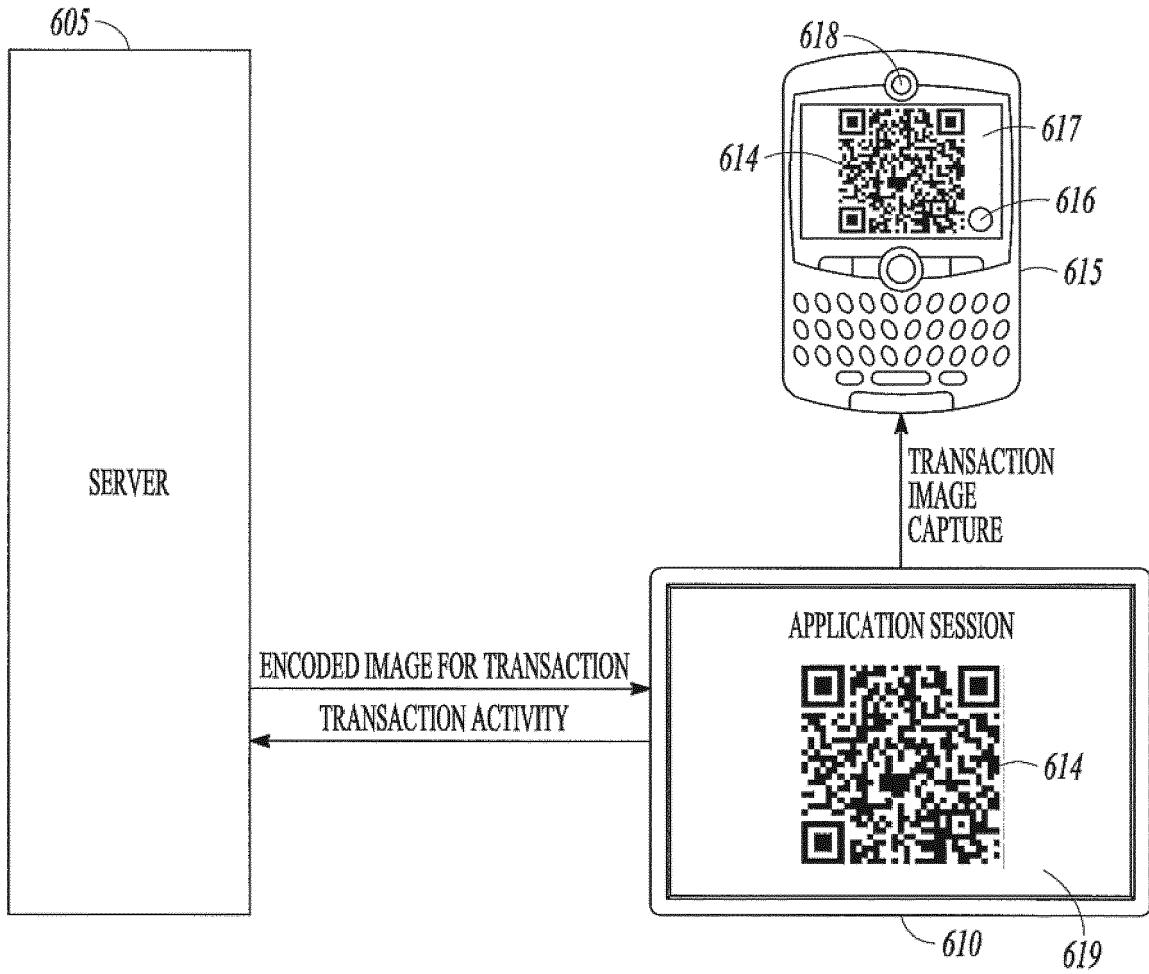 605
618
617
614
616
615
SERVER
TRANSACTION
IMAGE
CAPTURE
APPLICATION SESSION
ENCODED IMAGE FOR TRANSACTION
TRANSACTION ACTIVITY
614
610
619